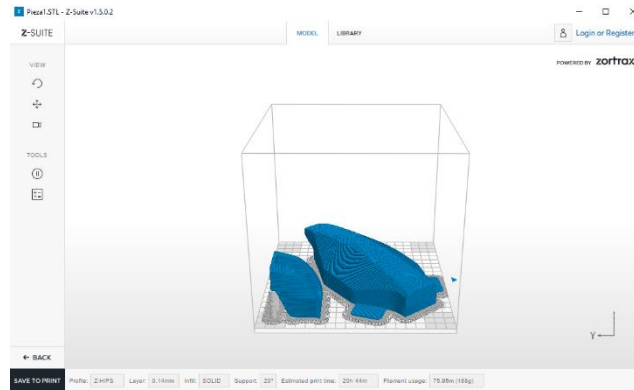 Pieza1.STL - Z-Suite v1.5.0.2
Z-SUITE
MODEL LIBRARY
Login or Register
POWERED BY zortrax
VIEW
TOOLS
Y
BACK
SAVE TO PRINT Profile: Z-HIPS Layer: 0.14mm Infill: SOLID Support: 20° Estimated print time: 20h 44m Filament usage: